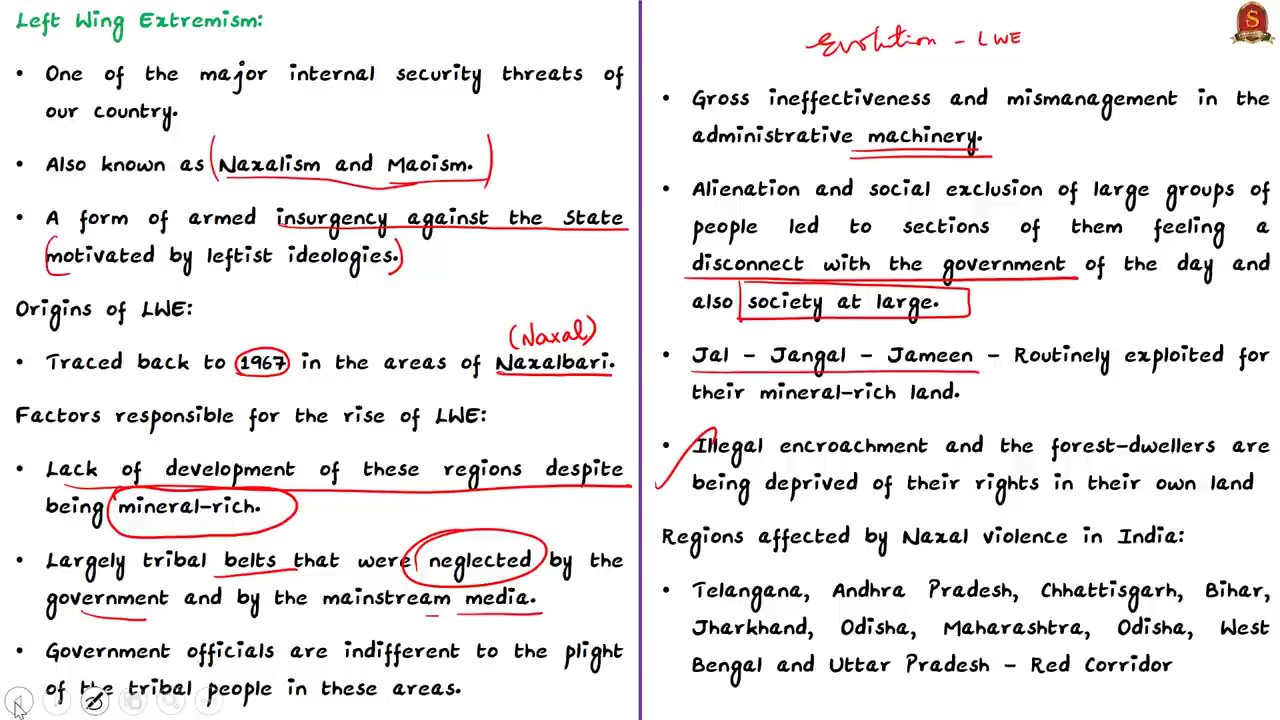 Left Wing Extremism:
• One of the major internal security threats of
our country.
• Also known as (Naxalism and Maoism.)
• A form of armed insurgency against the State
(motivated by leftist ideologies.)
Origins of LWE:
(Naxal)
• Traced back to 1967 in the areas of Naxalbari.
Factors responsible for the rise of LWE:
• Lack of development of these regions despite
being mineral-rich.
• Largely tribal belts that were neglected by the
government and by the mainstream media.
• Government officials are indifferent to the plight
of the tribal people in these areas.
Evolution - LWE
• Gross ineffectiveness and mismanagement in the
administrative machinery.
• Alienation and social exclusion of large groups of
people led to sections of them feeling a
disconnect with the government of the day and
also society at large.
• Jal - Jangal - Jameen - Routinely exploited for
their mineral-rich land.
• Illegal encroachment and the forest-dwellers are
being deprived of their rights in their own land
Regions affected by Naxal violence in India:
• Telangana, Andhra Pradesh, Chhattisgarh, Bihar,
Jharkhand, Odisha, Maharashtra, Odisha, West
Bengal and Uttar Pradesh - Red Corridor
S